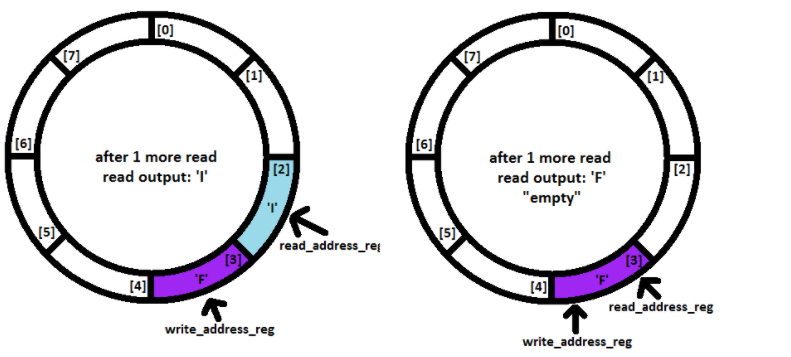 [0]
[7]
[1]
[6]
after 1 more read
read output: 'I'
[2]
'I'
[5]
read_address_reg
[3]
[4]
'F'
write_address_reg
[0]
[7]
[1]
[6]
after 1 more read
read output: 'F'
"empty"
[2]
[5]
[3]
[4]
'F'
read_address_reg
write_address_reg